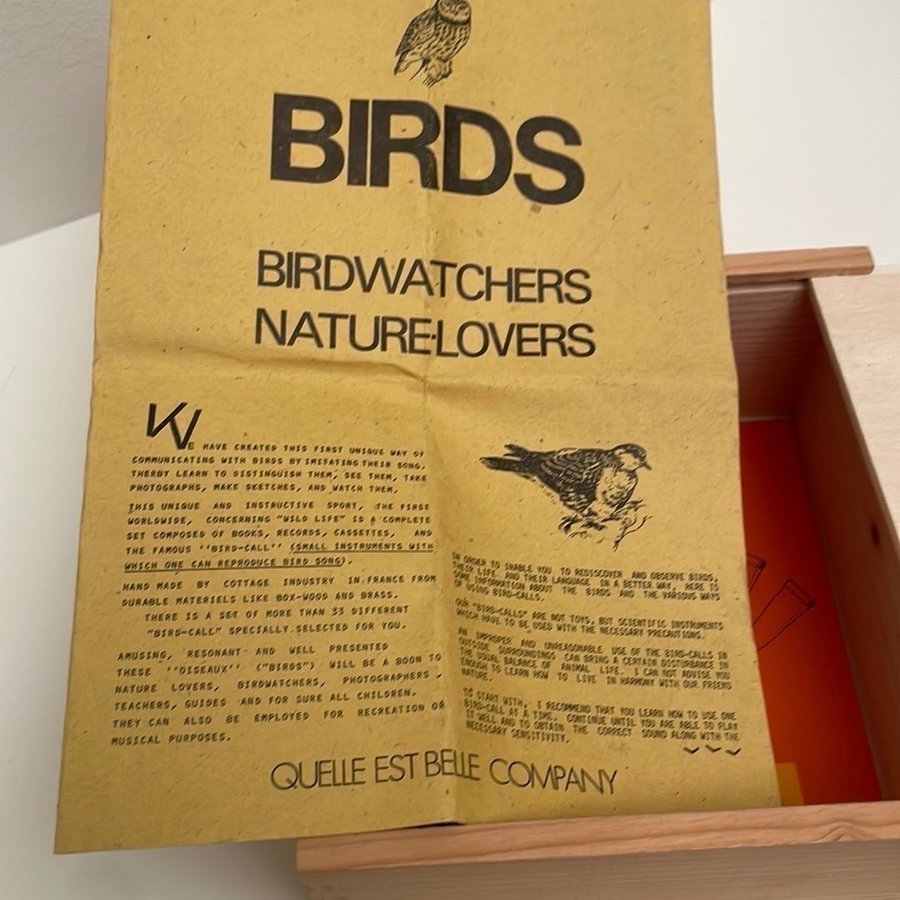 BIRDS
BIRDWATCHERS
NATURE-LOVERS
WE HAVE CREATED THIS FIRST UNIQUE WAY OF
COMMUNICATING WITH BIRDS BY IMITATING THEIR SONG.
THERBY LEARN TO DISTINGUISH THEM, SEE THEM, TAKE
PHOTOGRAPHS, MAKE SKETCHES, AND WATCH THEM.
THIS UNIQUE AND INSTRUCTIVE SPORT, THE FIRST
WORLDWIDE, CONCERNING "WILD LIFE" IS A COMPLETE
SET COMPOSED OF BOOKS, RECORDS, CASSETTES, AND
THE FAMOUS ''BIRD-CALL'' (SMALL INSTRUMENTS WITH
WHICH ONE CAN REPRODUCE BIRD SONG).
HAND MADE BY COTTAGE INDUSTRY IN FRANCE FROM
DURABLE MATERIELS LIKE BOX-WOOD AND BRASS.
THERE IS A SET OF MORE THAN 33 DIFFERENT
"BIRD-CALL" SPECIALLY SELECTED FOR YOU.
AMUSING, RESONANT AND WELL PRESENTED
THESE ''OISEAUX'' ("BIRDS") WILL BE A BOON TO
NATURE LOVERS, BIRDWATCHERS, PHOTOGRAPHERS,
TEACHERS, GUIDES AND FOR SURE ALL CHILDREN.
THEY CAN ALSO BE EMPLOYED FOR RECREATION OR
MUSICAL PURPOSES.
IN ORDER TO INABLE YOU TO REDISCOVER AND OBSERVE BIRDS,
THEIR LIFE AND THEIR LANGUAGE IN A BETTER WAY, HERE IS
SOME INFORMATION ABOUT THE BIRDS AND THE VARIOUS WAYS
OF USING BIRD-CALLS.
OUR "BIRD-CALLS" ARE NOT TOYS, BUT SCIENTIFIC INSTRUMENTS
WHICH HAVE TO BE USED WITH THE NECESSARY PRECAUTIONS.
AN IMPROPER AND UNREASONABLE USE OF THE BIRD-CALLS IN
OUTSIDE SURROUNDINGS CAN BRING A CERTAIN DISTURBANCE IN
THE USUAL BALANCE OF ANIMAL LIFE. I CAN NOT ADVISE YOU
ENOUGH TO LEARN HOW TO LIVE IN HARMONY WITH OUR FRIEND
NATURE.
TO START WITH, I RECOMMEND THAT YOU LEARN HOW TO USE ONE
BIRD-CALL AT A TIME. CONTINUE UNTIL YOU ARE ABLE TO PLAY
IT WELL AND TO OBTAIN THE CORRECT SOUND ALONG WITH THE
NECESSARY SENSITIVITY.
QUELLE EST BELLE COMPANY